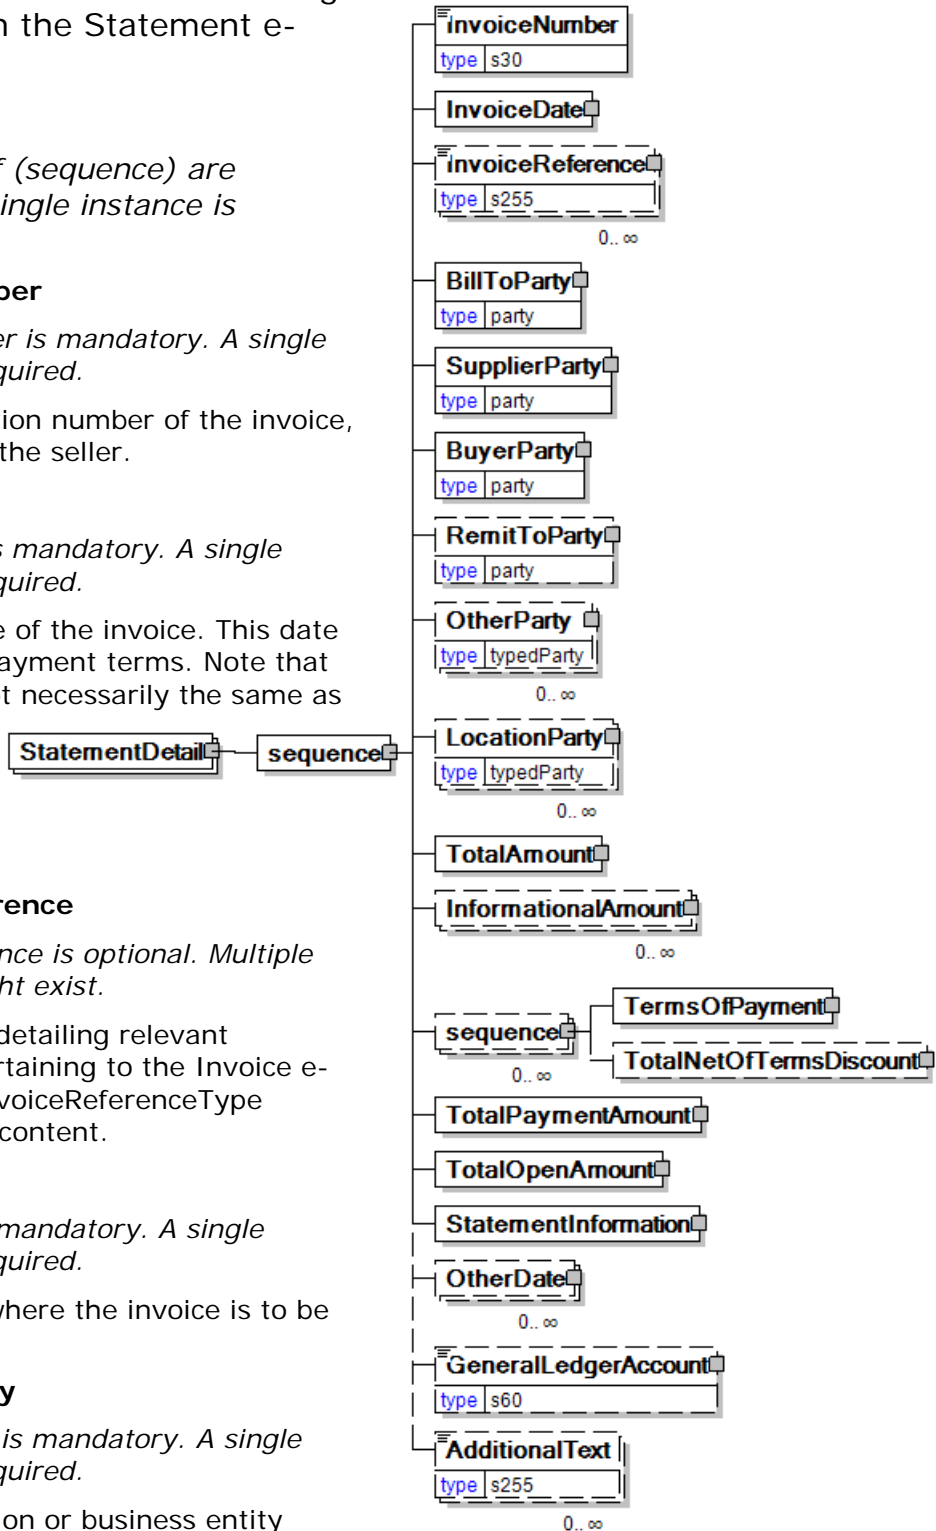 n the Statement e-
f (sequence) are
ingle instance is
ber
er is mandatory. A single
quired.
tion number of the invoice,
the seller.
s mandatory. A single
quired.
e of the invoice. This date
ayment terms. Note that
ot necessarily the same as
StatementDetail
sequence
rence
nce is optional. Multiple
ht exist.
detailing relevant
rtaining to the Invoice e-
voiceReferenceType
content.
mandatory. A single
quired.
where the invoice is to be
y
is mandatory. A single
quired.
on or business entity
InvoiceNumber
type s30
InvoiceDate
InvoiceReference
type s255
0.. ∞
BillToParty
type party
SupplierParty
type party
BuyerParty
type party
RemitToParty
type party
OtherParty
type typedParty
0.. ∞
LocationParty
type typedParty
0.. ∞
TotalAmount
InformationalAmount
0.. ∞
sequence
0.. ∞
TermsOfPayment
TotalNetOfTermsDiscount
TotalPaymentAmount
TotalOpenAmount
StatementInformation
OtherDate
0.. ∞
GeneralLedgerAccount
type s60
AdditionalText
type s255
0.. ∞